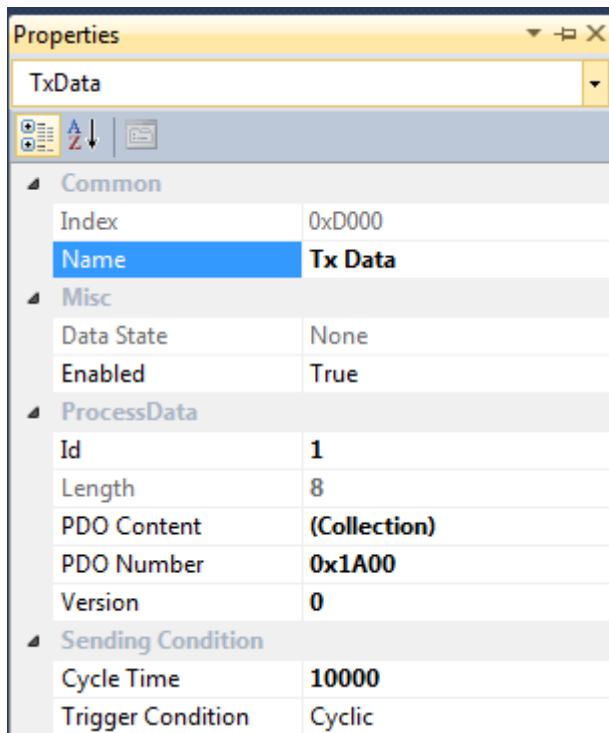 Properties
TxData
Common
Index 0xD000
Name Tx Data
Misc
Data State None
Enabled True
ProcessData
Id 1
Length 8
PDO Content (Collection)
PDO Number 0x1A00
Version 0
Sending Condition
Cycle Time 10000
Trigger Condition Cyclic